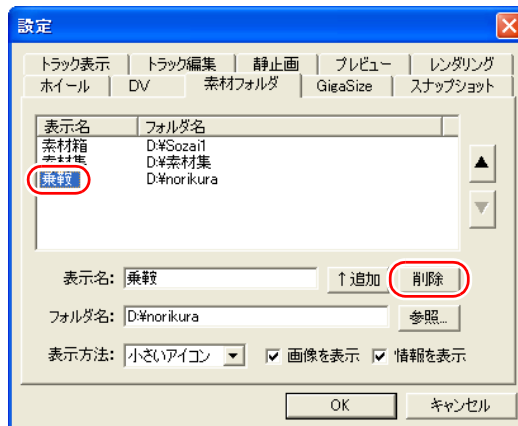 設定
トラック表示 トラック編集 静止画 プレビュー レンダリング
ホイール DV 素材フォルダ GigaSize スナップショット
表示名 フォルダ名
素材箱 D:¥Sozai1
素材集 D:¥素材集
乗鞍 D:¥norikura
表示名: 乗鞍 ↑追加 削除
フォルダ名: D:¥norikura 参照...
表示方法: 小さいアイコン 画像を表示 情報を表示
OK キャンセル